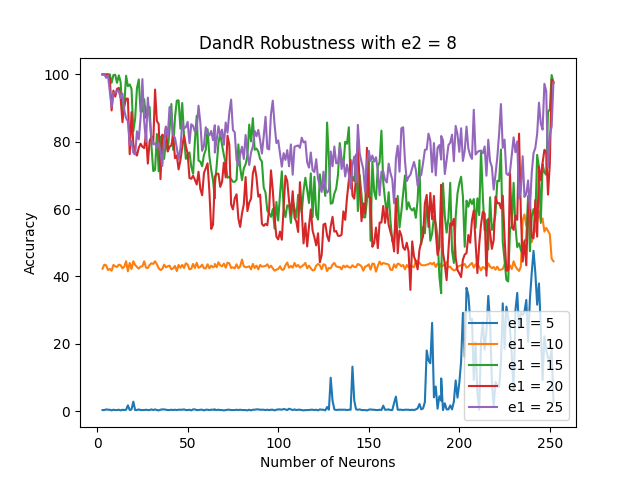 DandR Robustness with e2 = 8
Accuracy
100
80
60
40
20
0
0 50 100 150 200 250
Number of Neurons
e1 = 5
e1 = 10
e1 = 15
e1 = 20
e1 = 25